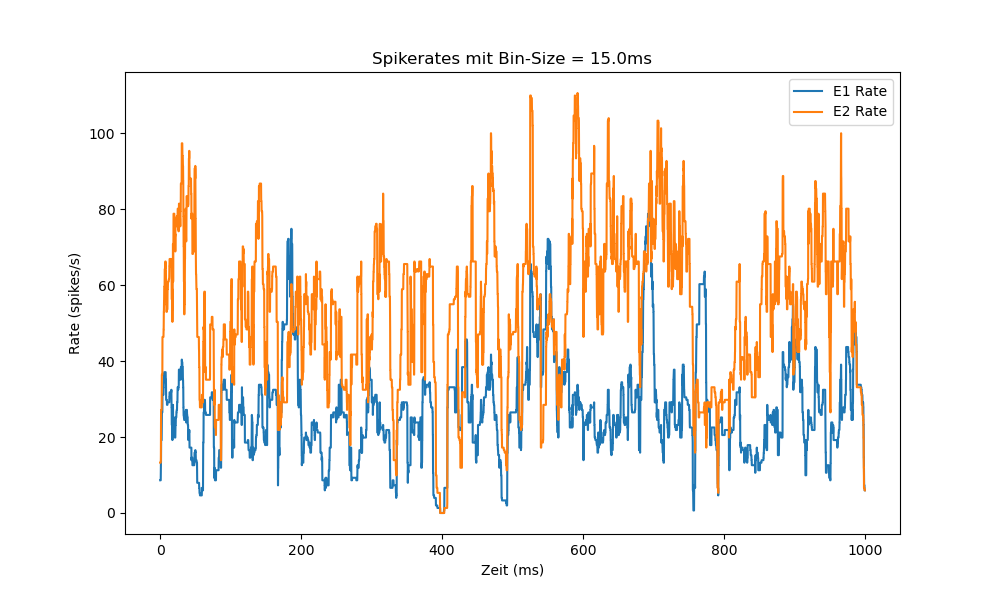 Spikerates mit Bin-Size = 15.0ms
E1 Rate
E2 Rate
Rate (spikes/s)
100
80
60
40
20
0
0 200 400 600 800 1000
Zeit (ms)